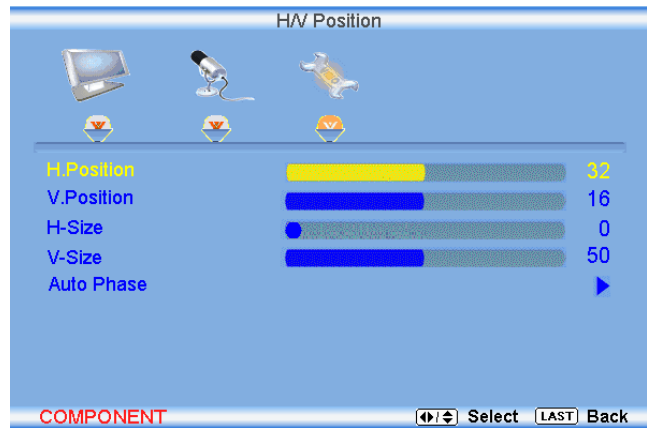 H/V Position
H.Position 32
V.Position 16
H-Size 0
V-Size 50
Auto Phase
COMPONENT Select LAST Back